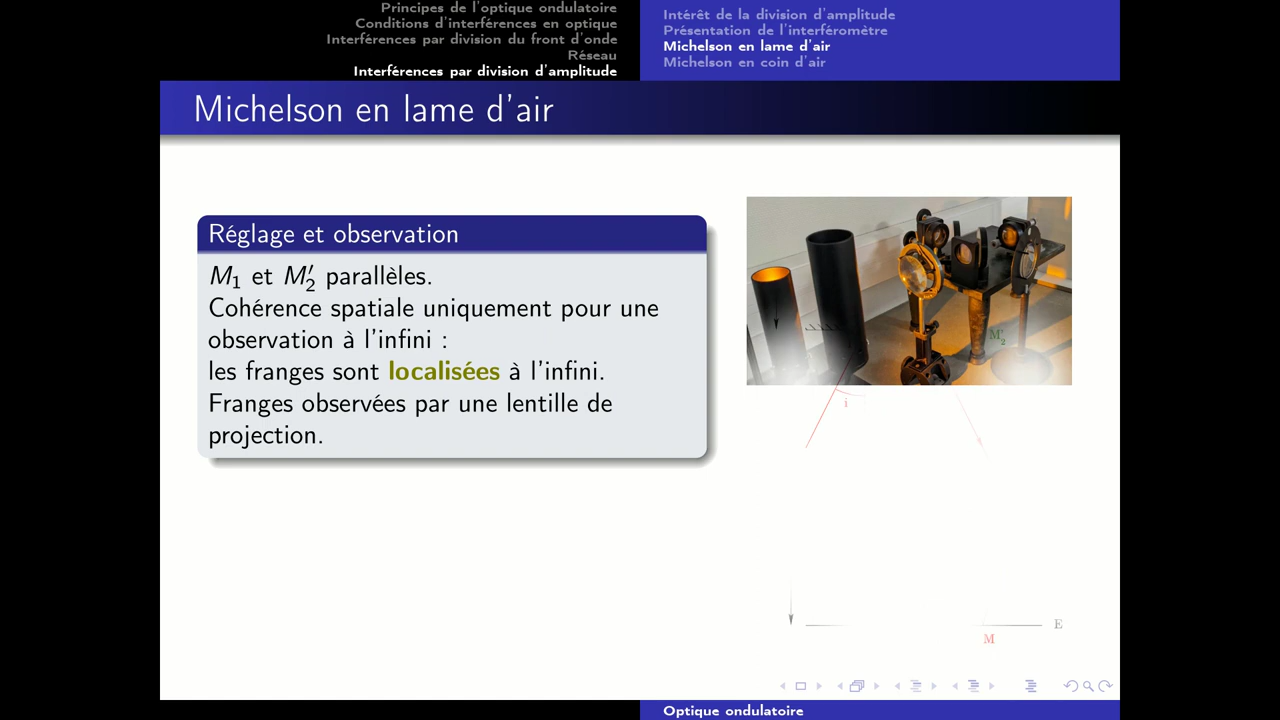 Principes de l'optique ondulatoire
Conditions d'interférences en optique
Interférences par division du front d'onde
Réseau
Interférences par division d'amplitude
Intérêt de la division d'amplitude
Présentation de l'interféromètre
Michelson en lame d'air
Michelson en coin d'air
Michelson en lame d'air
Réglage et observation
M₁ et M₂′ parallèles.
Cohérence spatiale uniquement pour une
observation à l'infini :
les franges sont localisées à l'infini.
Franges observées par une lentille de
projection.
M₂′
i
E
M
Optique ondulatoire